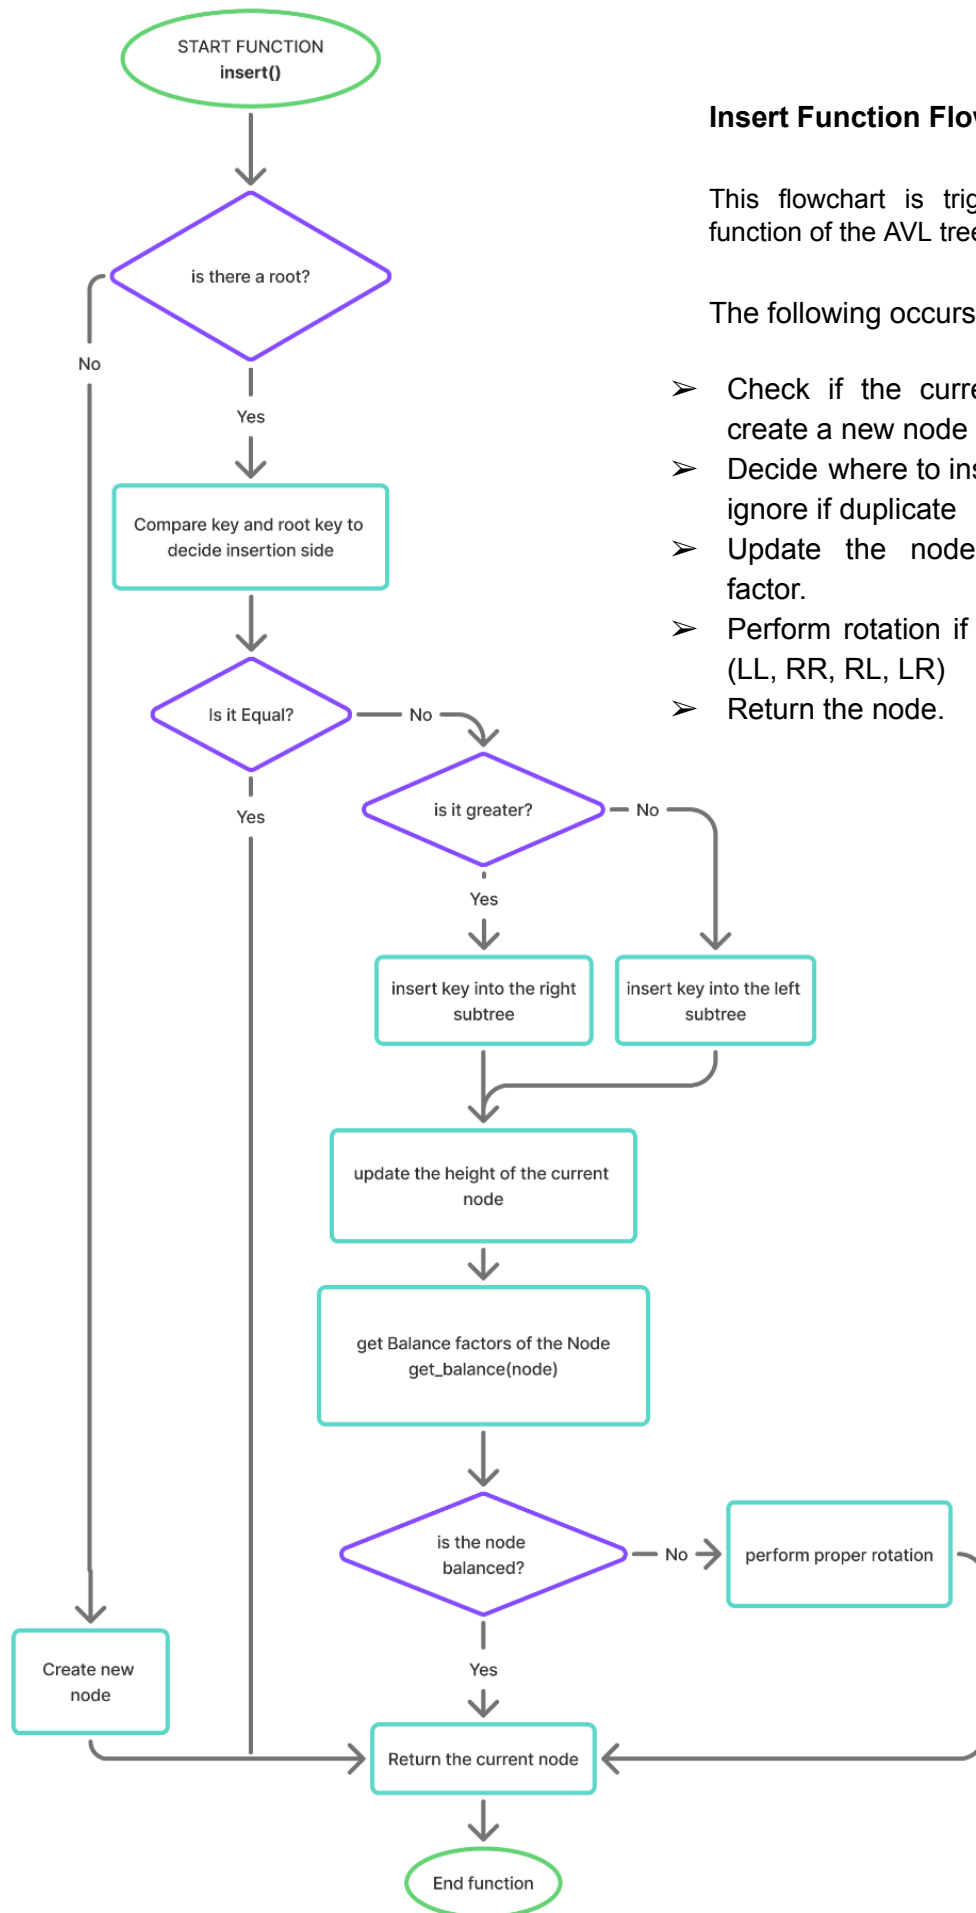 START FUNCTION
insert()
is there a root?
No
Yes
Compare key and root key to
decide insertion side
Is it Equal?
No
Yes
is it greater?
No
Yes
insert key into the right
subtree
insert key into the left
subtree
update the height of the current
node
get Balance factors of the Node
get_balance(node)
is the node
balanced?
No
perform proper rotation
Yes
Create new
node
Return the current node
End function
Insert Function
This flowchart is
function of the AVL tree
The following occurs
➢ Check if the
create a new node
➢ Decide where to
ignore if duplicate
➢ Update the node
factor.
➢ Perform rotation if
(LL, RR, RL, LR)
➢ Return the node.